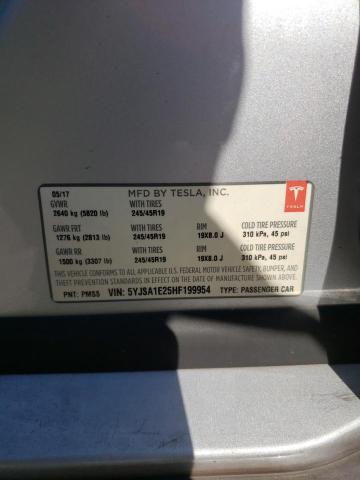 05/17 MFD BY TESLA, INC.
GVWR WITH TIRES
2640 kg (5820 lb) 245/45R19
GAWR FRT WITH TIRES RIM COLD TIRE PRESSURE
1276 kg (2813 lb) 245/45R19 19X8.0 J 310 kPa, 45 psi
GAWR RR WITH TIRES RIM COLD TIRE PRESSURE
1500 kg (3307 lb) 245/45R19 19X8.0 J 310 kPa, 45 psi
THIS VEHICLE CONFORMS TO ALL APPLICABLE U.S. FEDERAL MOTOR VEHICLE SAFETY,
BUMPER, AND THEFT PREVENTION STANDARDS IN
EFFECT ON THE DATE OF MANUFACTURE SHOWN ABOVE.
PNT: PMSS VIN: 5YJSA1E25HF199954 TYPE: PASSENGER CAR
TESLA